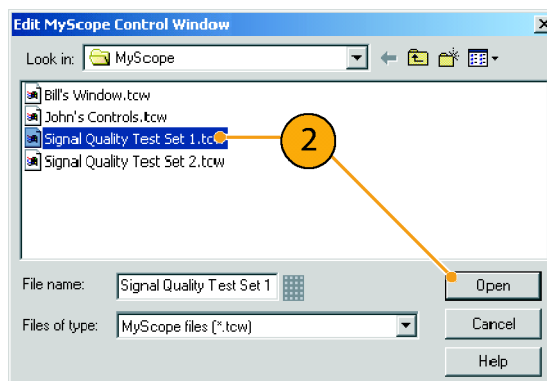 Edit MyScope Control Window
Look in: MyScope
Bill's Window.tcw
John's Controls.tcw
Signal Quality Test Set 1.tcw
Signal Quality Test Set 2.tcw
2
File name: Signal Quality Test Set 1 Open
Files of type: MyScope files (*.tcw) Cancel
Help